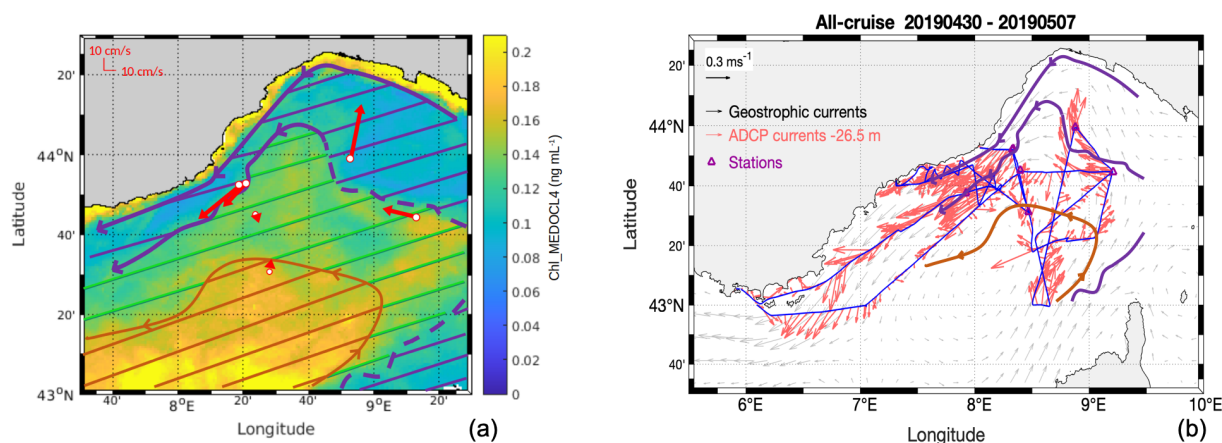 10 cm/s
10 cm/s
20'
44°N
40'
20'
43°N
40'
8°E
20'
40'
9°E
20'
Latitude
Longitude
0.2
0.18
0.16
0.14
0.12
0.1
0.08
0.06
0.04
0.02
0
Chl_MEDOCL4 (ng mL⁻¹)
(a)
All-cruise 20190430 - 20190507
0.3 ms⁻¹
Geostrophic currents
ADCP currents -26.5 m
Stations
20'
44°N
40'
20'
43°N
40'
6°E
7°E
8°E
9°E
10°E
Latitude
Longitude
(b)